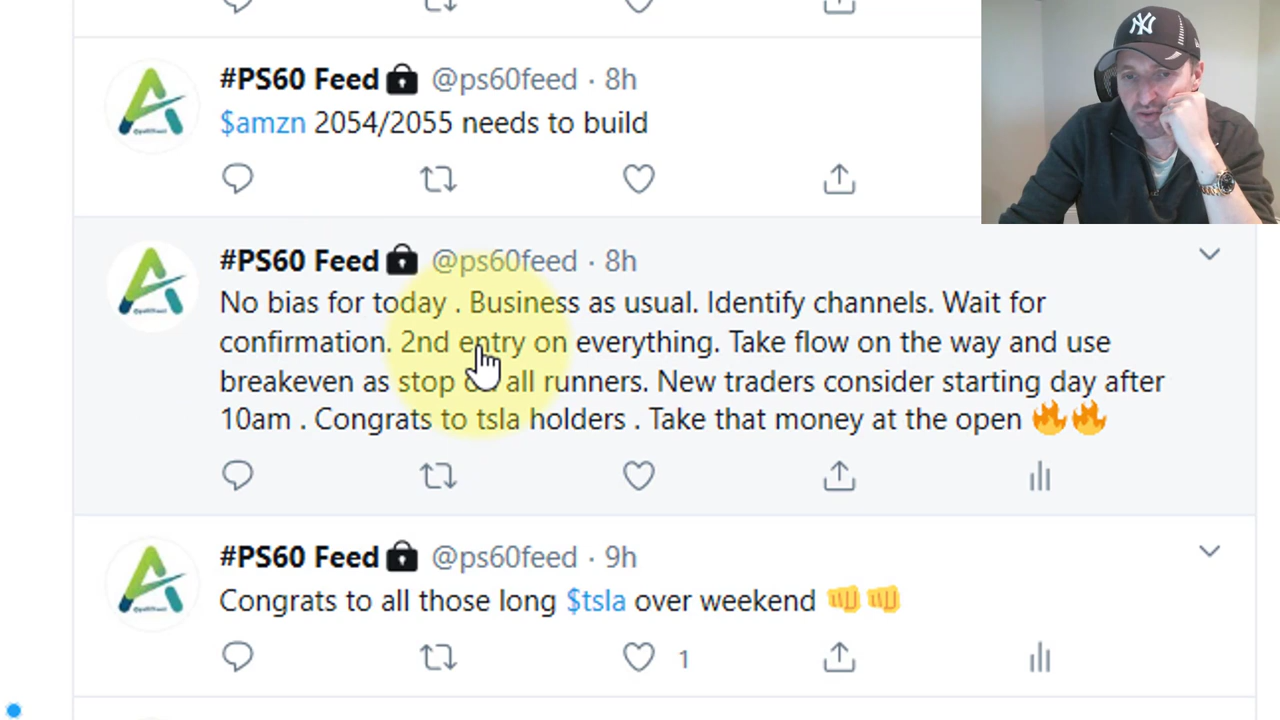 #PS60 Feed @ps60feed · 8h
$amzn 2054/2055 needs to build
#PS60 Feed @ps60feed · 8h
No bias for today . Business as usual. Identify channels. Wait for
confirmation. 2nd entry on everything. Take flow on the way and use
breakeven as stop on all runners. New traders consider starting day after
10am . Congrats to tsla holders . Take that money at the open 🔥🔥
#PS60 Feed @ps60feed · 9h
Congrats to all those long $tsla over weekend 👊👊
1